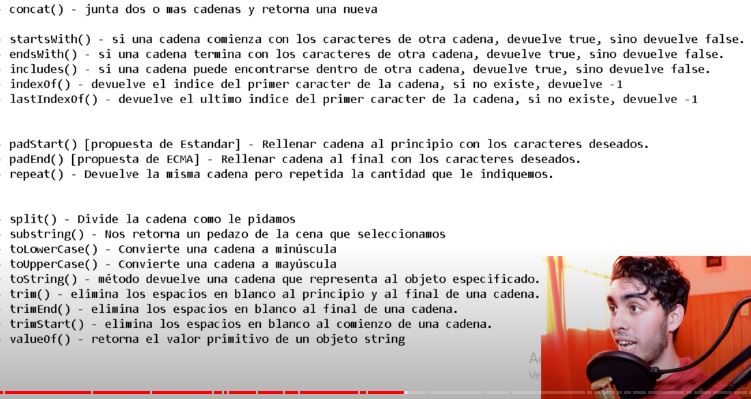 concat() - junta dos o mas cadenas y retorna una nueva
startsWith() - si una cadena comienza con los caracteres de otra cadena, devuelve true, sino devuelve false.
endsWith() - si una cadena termina con los caracteres de otra cadena, devuelve true, sino devuelve false.
includes() - si una cadena puede encontrarse dentro de otra cadena, devuelve true, sino devuelve false.
indexOf() - devuelve el indice del primer caracter de la cadena, si no existe, devuelve -1
lastIndexOf() - devuelve el ultimo indice del primer caracter de la cadena, si no existe, devuelve -1
padStart() [propuesta de Estandar] - Rellenar cadena al principio con los caracteres deseados.
padEnd() [propuesta de ECMA] - Rellenar cadena al final con los caracteres deseados.
repeat() - Devuelve la misma cadena pero repetida la cantidad que le indiquemos.
split() - Divide la cadena como le pidamos
substring() - Nos retorna un pedazo de la cena que seleccionamos
toLowerCase() - Convierte una cadena a minúscula
toUpperCase() - Convierte una cadena a mayúscula
toString() - método devuelve una cadena que representa al objeto especificado.
trim() - elimina los espacios en blanco al principio y al final de una cadena.
trimEnd() - elimina los espacios en blanco al final de una cadena.
trimStart() - elimina los espacios en blanco al comienzo de una cadena.
valueOf() - retorna el valor primitivo de un objeto string